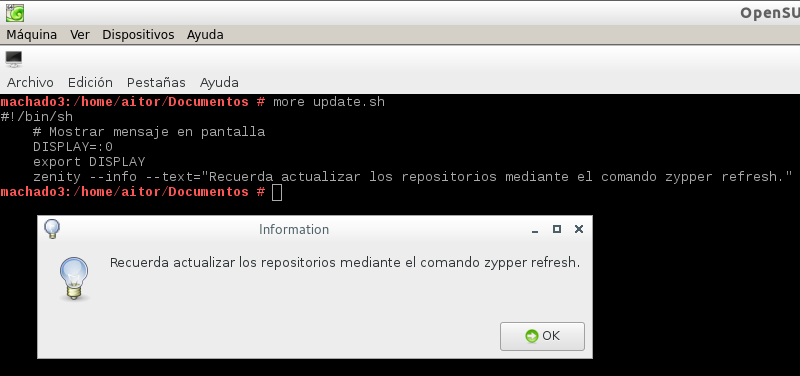 OpenSU
Máquina Ver Dispositivos Ayuda
Archivo Edición Pestañas Ayuda
machado3:/home/aitor/Documentos # more update.sh
#!/bin/sh
# Mostrar mensaje en pantalla
DISPLAY=:0
export DISPLAY
zenity --info --text="Recuerda actualizar los repositorios mediante el comando zypper refresh."
machado3:/home/aitor/Documentos #
Information
Recuerda actualizar los repositorios mediante el comando zypper refresh.
OK